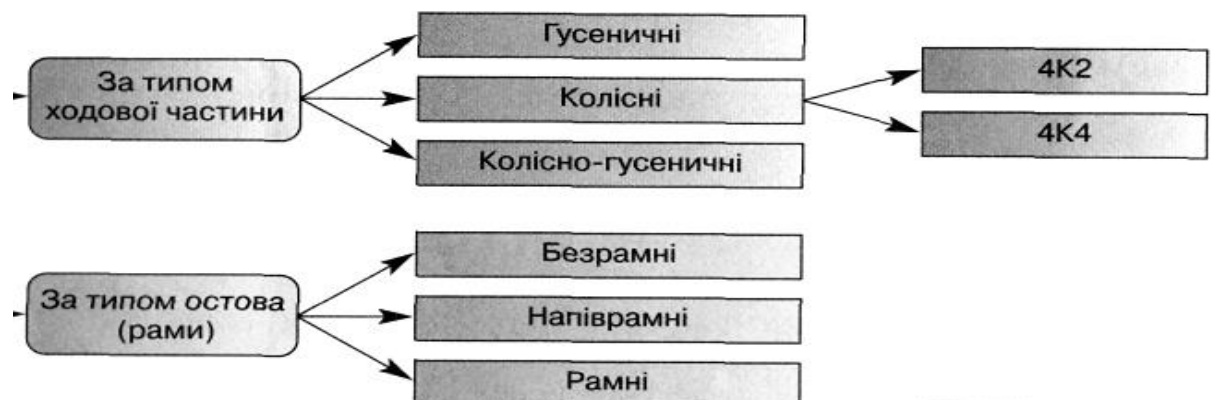 За типом
ходової частини
Гусеничні
Колісні
Колісно-гусеничні
4К2
4К4
За типом остова
(рами)
Безрамні
Напіврамні
Рамні